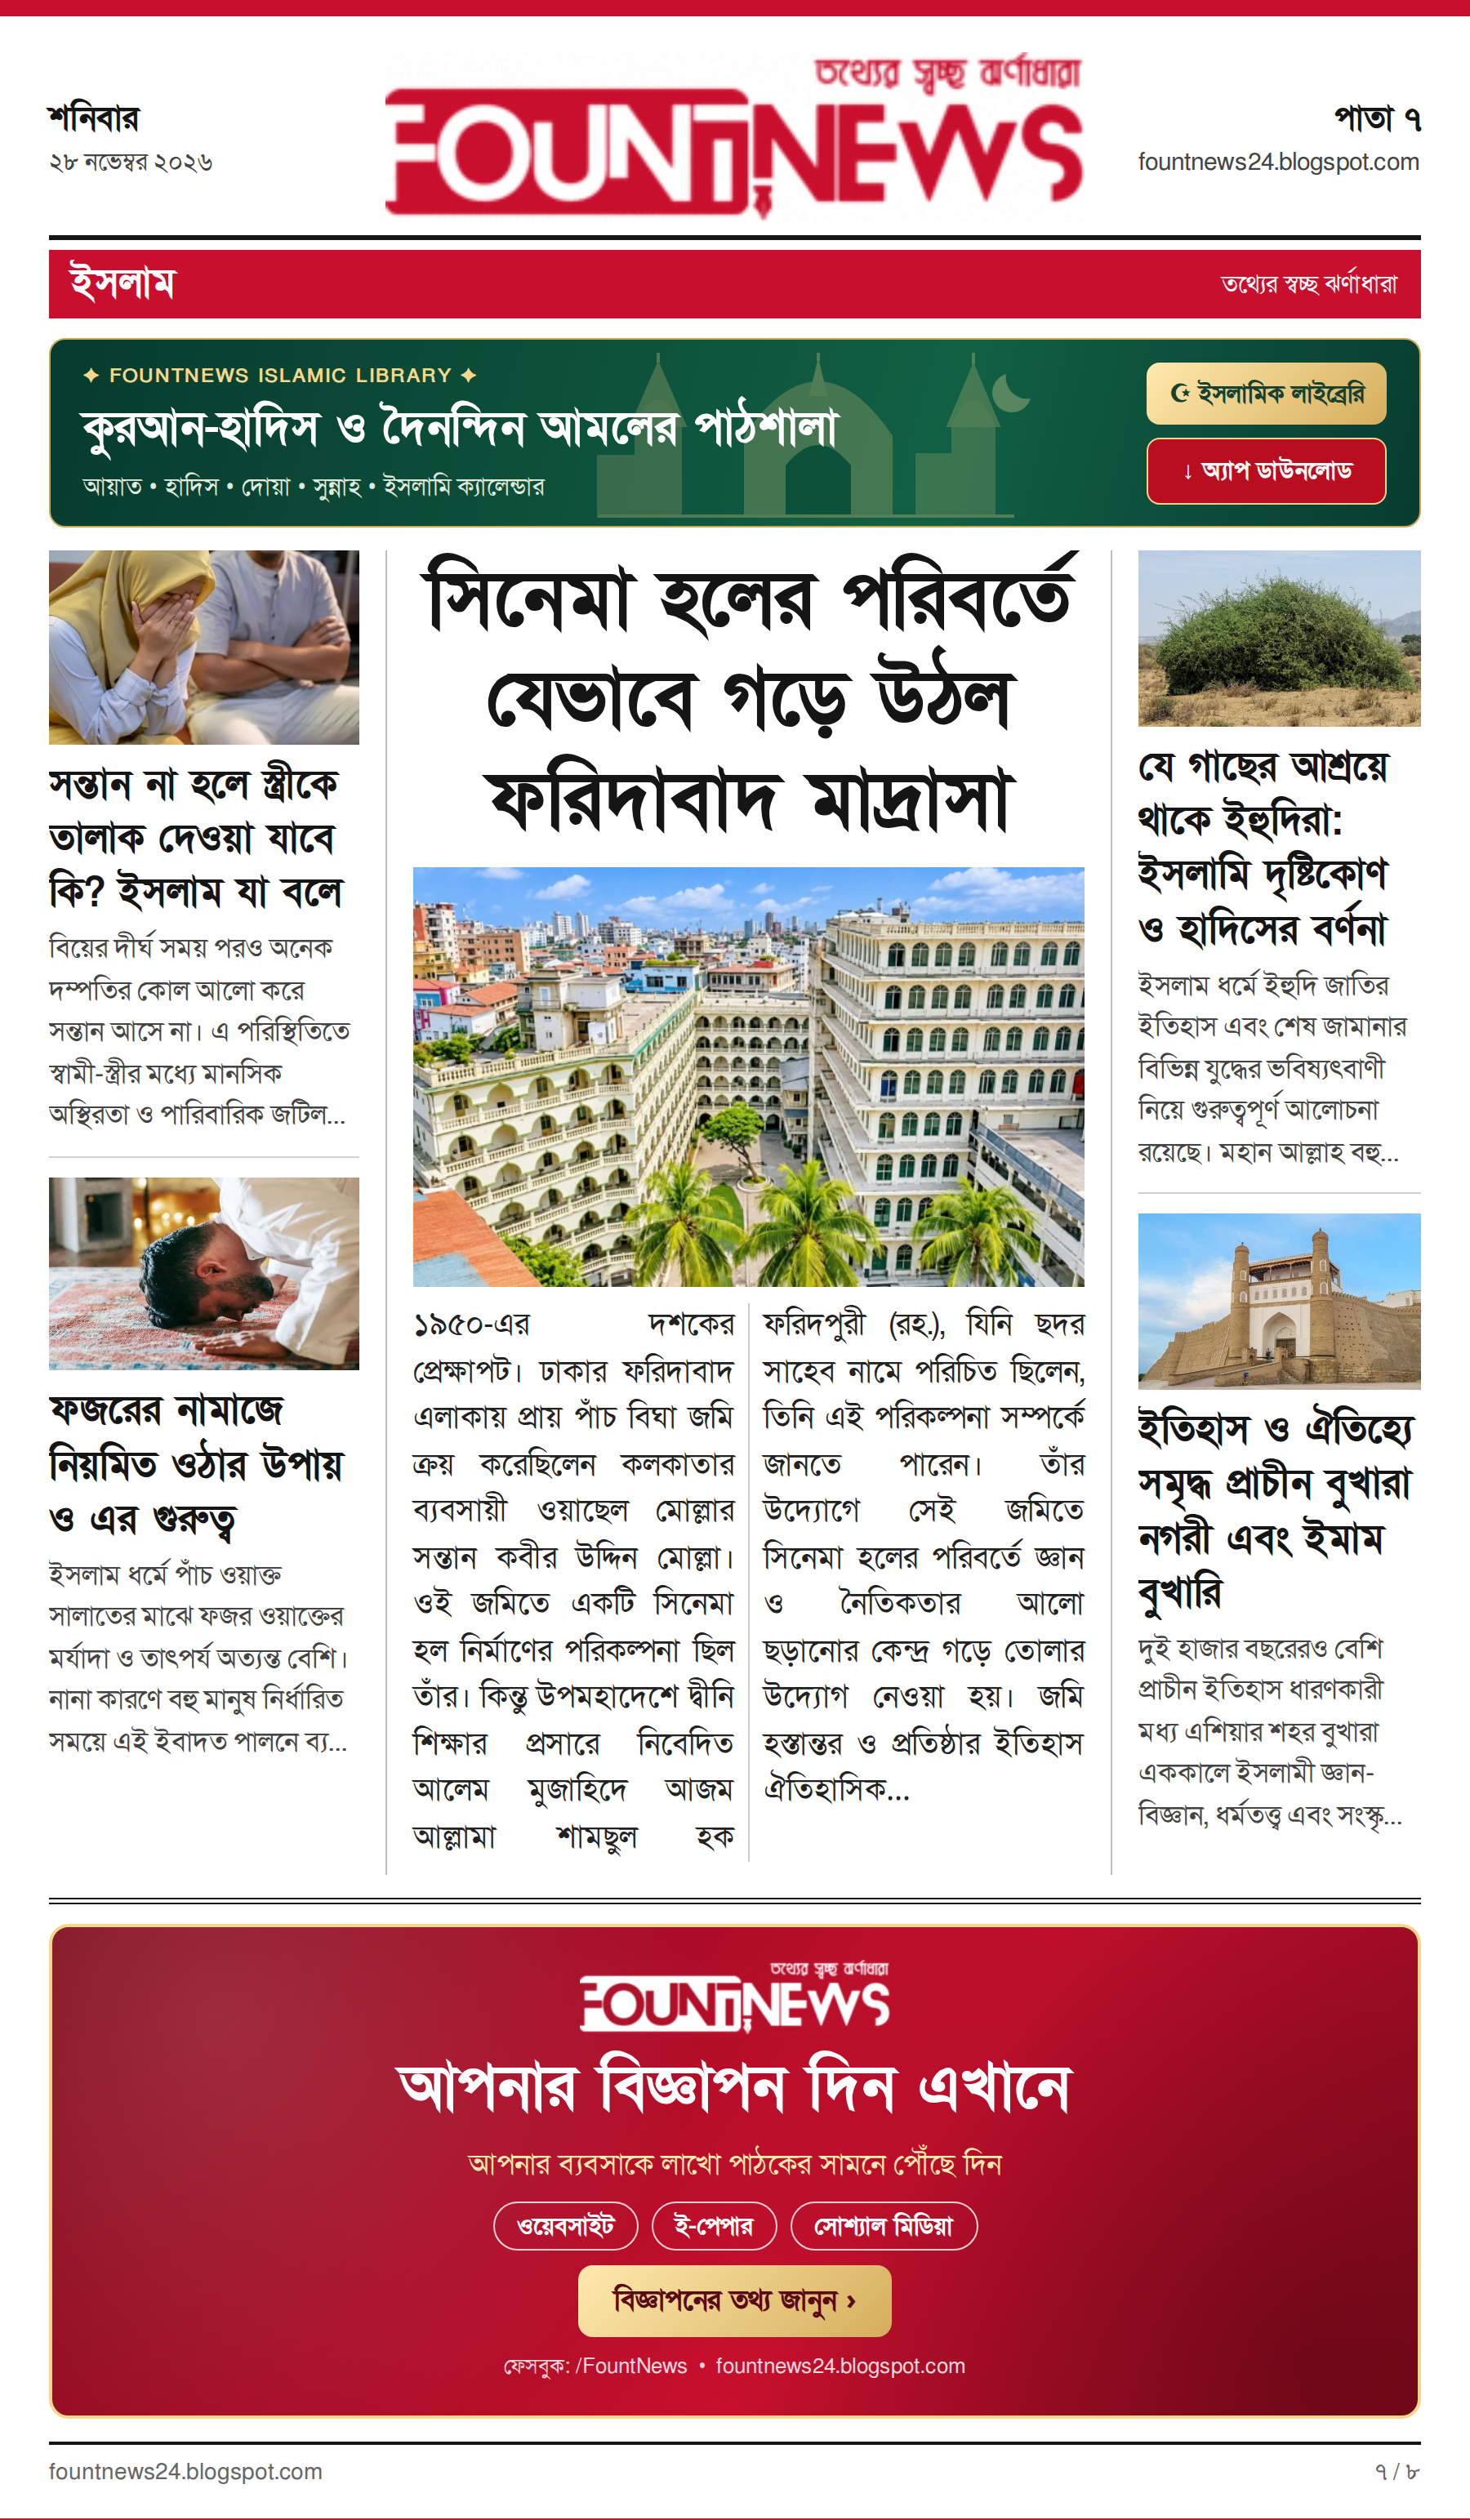 শনিবার
২৮ নভেম্বর ২০২৬
তথ্যের স্বচ্ছ ঝর্ণাধারা
FOUNTNEWS
পাতা ৭
fountnews24.blogspot.com
ইসলাম
তথ্যের স্বচ্ছ ঝর্ণাধারা
✦ FOUNTNEWS ISLAMIC LIBRARY ✦
কুরআন-হাদিস ও দৈনন্দিন আমলের পাঠশালা
আয়াত • হাদিস • দোয়া • সুন্নাহ • ইসলামি ক্যালেন্ডার
☪ ইসলামিক লাইব্রেরি
↓ অ্যাপ ডাউনলোড
সন্তান না হলে স্ত্রীকে
তালাক দেওয়া যাবে
কি? ইসলাম যা বলে
বিয়ের দীর্ঘ সময় পরও অনেক
দম্পতির কোল আলো করে
সন্তান আসে না। এ পরিস্থিতিতে
স্বামী-স্ত্রীর মধ্যে মানসিক
অস্থিরতা ও পারিবারিক জটিল...
ফজরের নামাজে
নিয়মিত ওঠার উপায়
ও এর গুরুত্ব
ইসলাম ধর্মে পাঁচ ওয়াক্ত
সালাতের মাঝে ফজর ওয়াক্তের
মর্যাদা ও তাৎপর্য অত্যন্ত বেশি।
নানা কারণে বহু মানুষ নির্ধারিত
সময়ে এই ইবাদত পালনে ব্য...
সিনেমা হলের পরিবর্তে
যেভাবে গড়ে উঠল
ফরিদাবাদ মাদ্রাসা
১৯৫০-এর দশকের
প্রেক্ষাপট। ঢাকার ফরিদাবাদ
এলাকায় প্রায় পাঁচ বিঘা জমি
ক্রয় করেছিলেন কলকাতার
ব্যবসায়ী ওয়াছেল মোল্লার
সন্তান কবীর উদ্দিন মোল্লা।
ওই জমিতে একটি সিনেমা
হল নির্মাণের পরিকল্পনা ছিল
তাঁর। কিন্তু উপমহাদেশে দ্বীনি
শিক্ষার প্রসারে নিবেদিত
আলেম মুজাহিদে আজম
আল্লামা শামছুল হক
ফরিদপুরী (রহ.), যিনি ছদর
সাহেব নামে পরিচিত ছিলেন,
তিনি এই পরিকল্পনা সম্পর্কে
জানতে পারেন। তাঁর
উদ্যোগে সেই জমিতে
সিনেমা হলের পরিবর্তে জ্ঞান
ও নৈতিকতার আলো
ছড়ানোর কেন্দ্র গড়ে তোলার
উদ্যোগ নেওয়া হয়। জমি
হস্তান্তর ও প্রতিষ্ঠার ইতিহাস
ঐতিহাসিক...
যে গাছের আশ্রয়ে
থাকে ইহুদিরা:
ইসলামি দৃষ্টিকোণ
ও হাদিসের বর্ণনা
ইসলাম ধর্মে ইহুদি জাতির
ইতিহাস এবং শেষ জামানার
বিভিন্ন যুদ্ধের ভবিষ্যৎবাণী
নিয়ে গুরুত্বপূর্ণ আলোচনা
রয়েছে। মহান আল্লাহ বহু...
ইতিহাস ও ঐতিহ্যে
সমৃদ্ধ প্রাচীন বুখারা
নগরী এবং ইমাম
বুখারি
দুই হাজার বছরেরও বেশি
প্রাচীন ইতিহাস ধারণকারী
মধ্য এশিয়ার শহর বুখারা
এককালে ইসলামী জ্ঞান-
বিজ্ঞান, ধর্মতত্ত্ব এবং সংস্কৃ...
তথ্যের স্বচ্ছ ঝর্ণাধারা
FOUNTNEWS
আপনার বিজ্ঞাপন দিন এখানে
আপনার ব্যবসাকে লাখো পাঠকের সামনে পৌঁছে দিন
ওয়েবসাইট
ই-পেপার
সোশ্যাল মিডিয়া
বিজ্ঞাপনের তথ্য জানুন ›
ফেসবুক: /FountNews • fountnews24.blogspot.com
fountnews24.blogspot.com
৭ / ৮